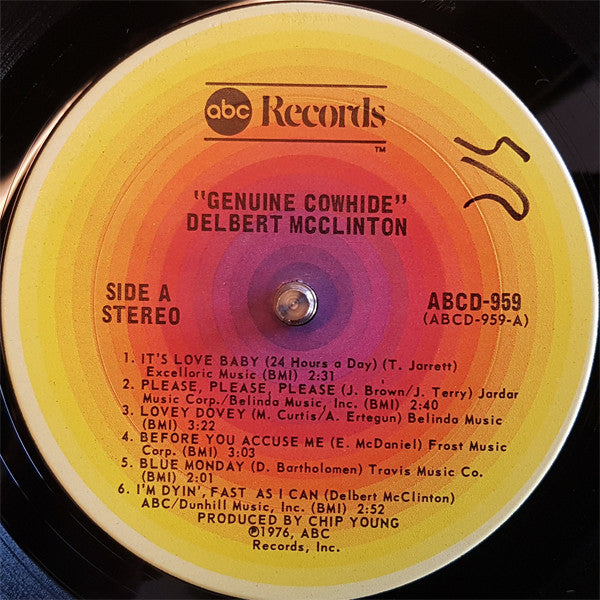 abc Records
TM
"GENUINE COWHIDE"
DELBERT MCCLINTON
SIDE A
STEREO
ABCD-959
(ABCD-959-A)
1. IT'S LOVE BABY (24 Hours a Day) (T. Jarrett)
Excelloric Music (BMI) 2:31
2. PLEASE, PLEASE, PLEASE (J. Brown/J. Terry) Jardar
Music Corp./Belinda Music, Inc. (BMI) 2:40
3. LOVEY DOVEY (M. Curtis/A. Ertegun) Belinda Music
(BMI) 3:22
4. BEFORE YOU ACCUSE ME (E. McDaniel) Frost Music
Corp. (BMI) 3:03
5. BLUE MONDAY (D. Bartholomen) Travis Music Co.
(BMI) 2:01
6. I'M DYIN', FAST AS I CAN (Delbert McClinton)
ABC/Dunhill Music, Inc. (BMI) 2:52
PRODUCED BY CHIP YOUNG
℗1976, ABC
Records, Inc.